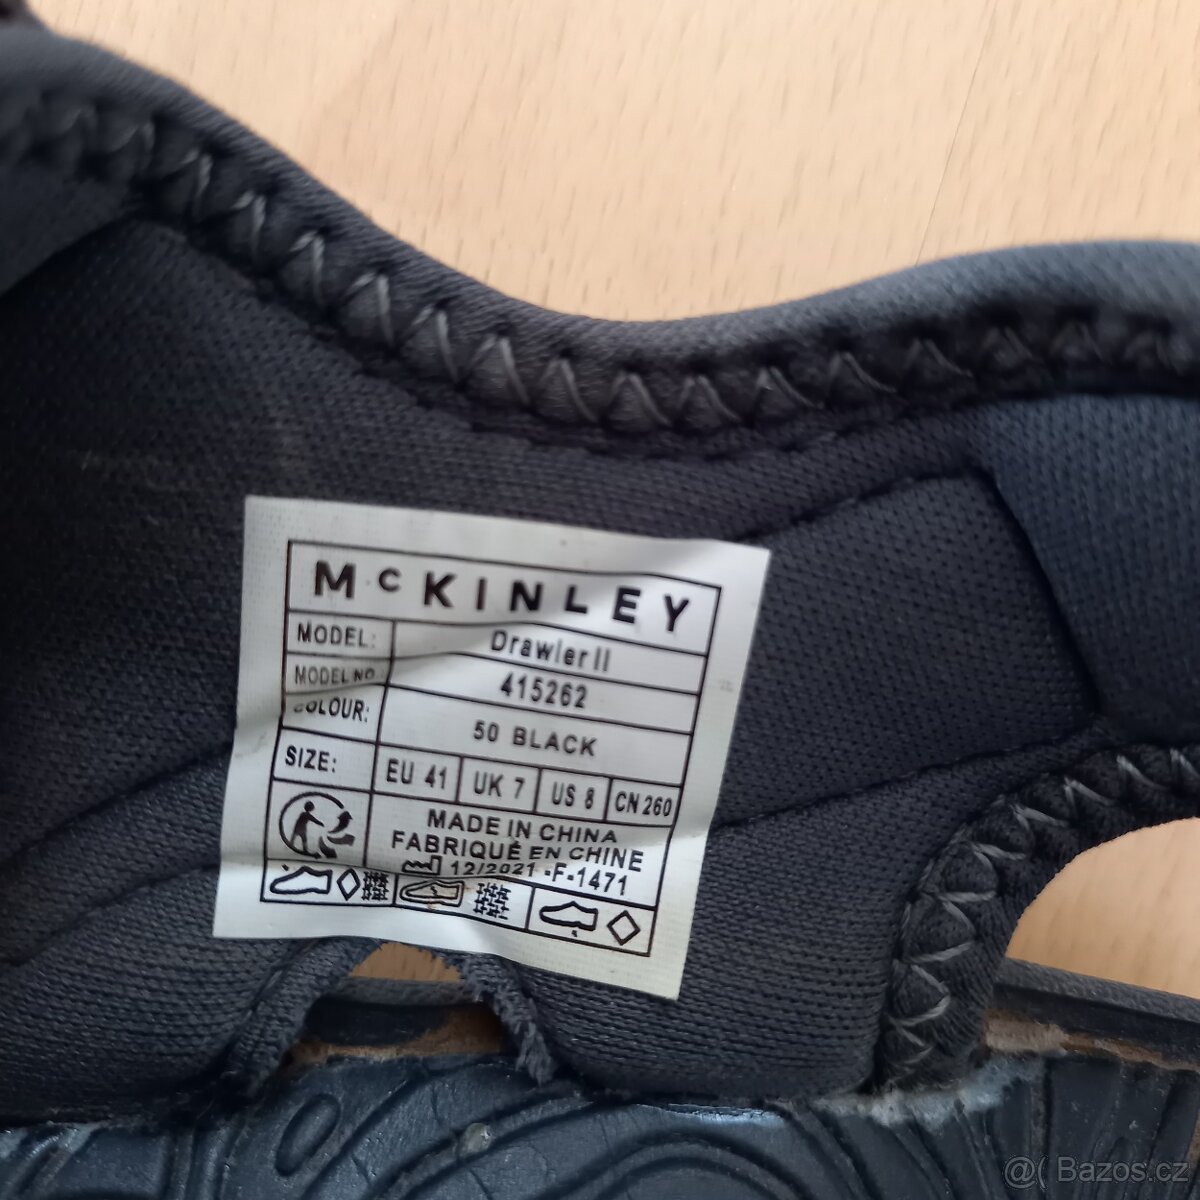 McKINLEY
MODEL: Drawler II
MODEL NO 415262
COLOUR: 50 BLACK
SIZE: EU 41 UK 7 US 8 CN 260
MADE IN CHINA
FABRIQUÉ EN CHINE
12/2021 -F-1471
@( Bazos.cz